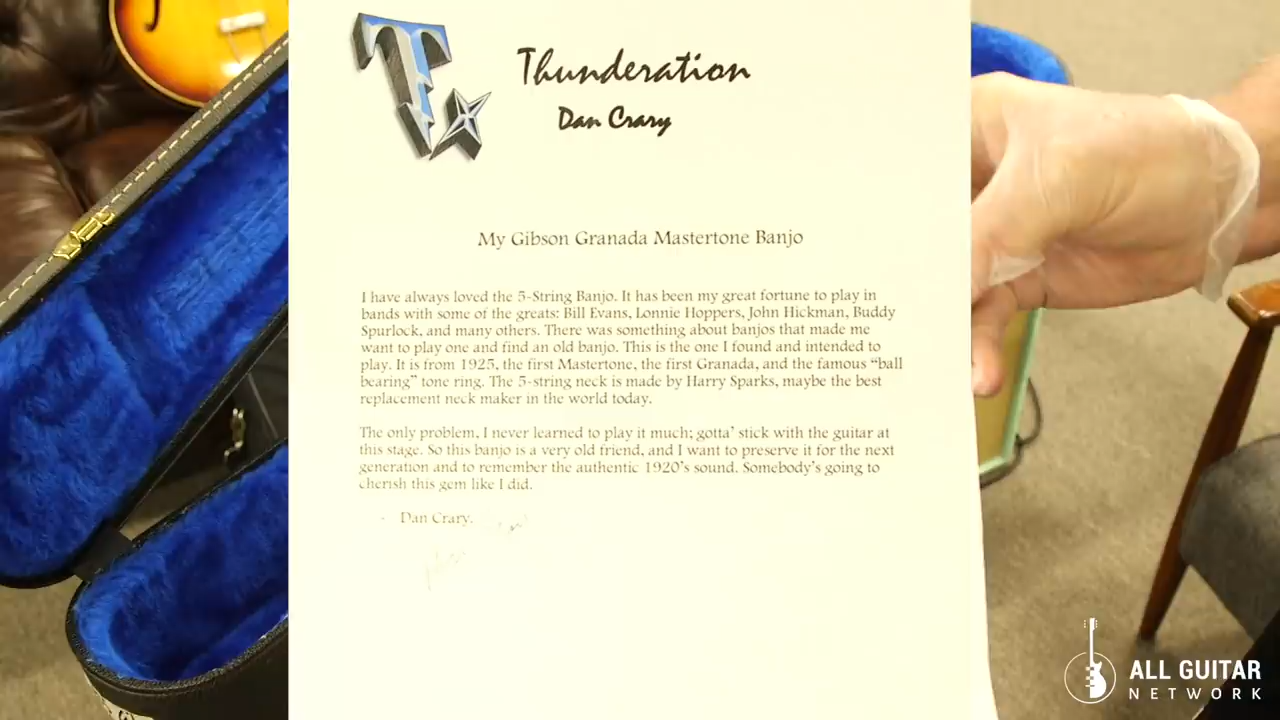 Tx
Thunderation
Dan Crary
My Gibson Granada Mastertone Banjo
I have always loved the 5-String Banjo. It has been my great fortune to play in
bands with some of the greats: Bill Evans, Lonnie Hoppers, John Hickman, Buddy
Spurlock, and many others. There was something about banjos that made me
want to play one and find an old banjo. This is the one I found and intended to
play. It is from 1925, the first Mastertone, the first Granada, and the famous “ball
bearing” tone ring. The 5-string neck is made by Harry Sparks, maybe the best
replacement neck maker in the world today.
The only problem, I never learned to play it much; gotta’ stick with the guitar at
this stage. So this banjo is a very old friend, and I want to preserve it for the next
generation and to remember the authentic 1920’s sound. Somebody’s going to
cherish this gem like I did.
- Dan Crary.
ALL GUITAR
NETWORK